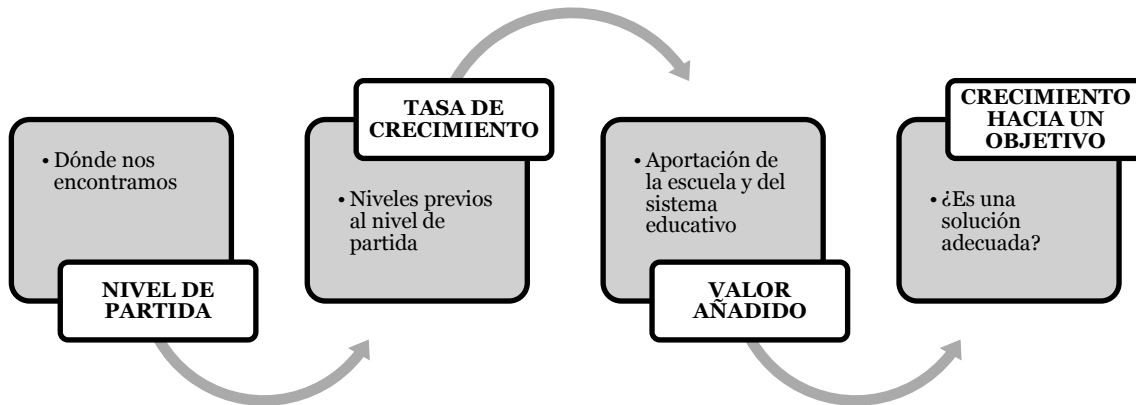 • Dónde nos
encontramos
NIVEL DE
PARTIDA
TASA DE
CRECIMIENTO
• Niveles previos
al nivel de
partida
• Aportación de
la escuela y del
sistema
educativo
VALOR
AÑADIDO
CRECIMIENTO
HACIA UN
OBJETIVO
• ¿Es una
solución
adecuada?